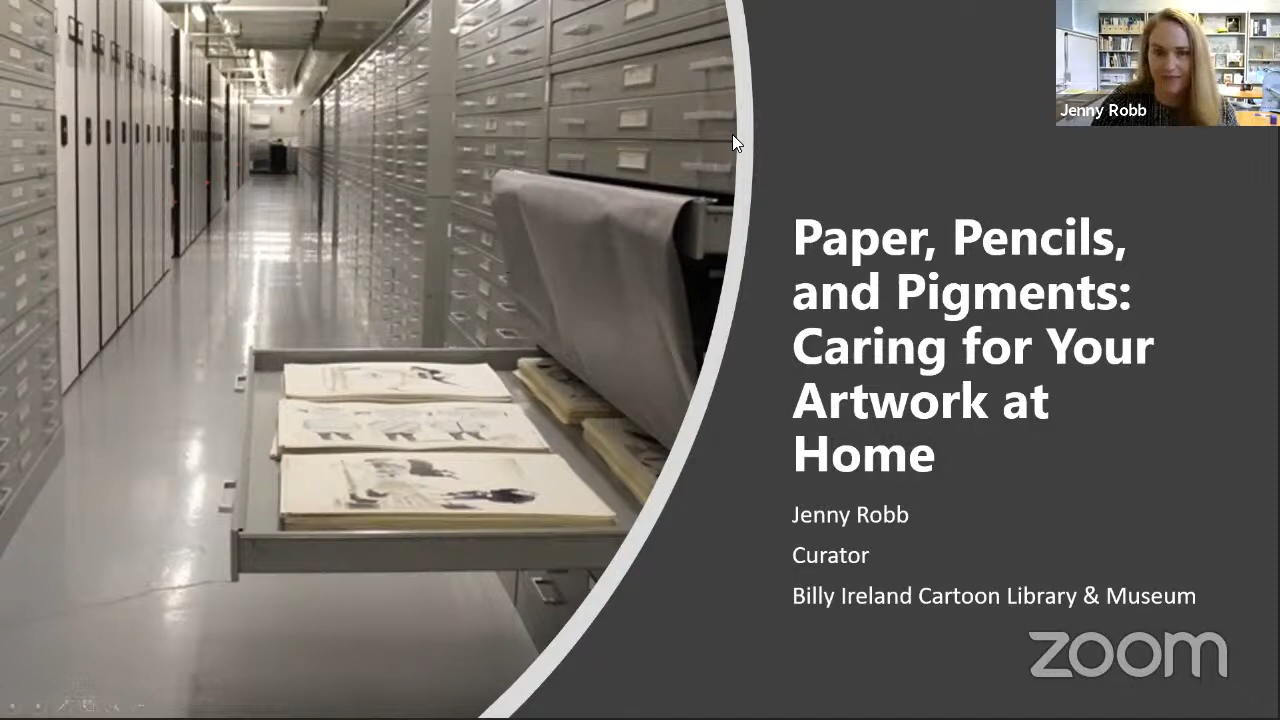 Jenny Robb
Paper, Pencils,
and Pigments:
Caring for Your
Artwork at
Home
Jenny Robb
Curator
Billy Ireland Cartoon Library & Museum
zoom